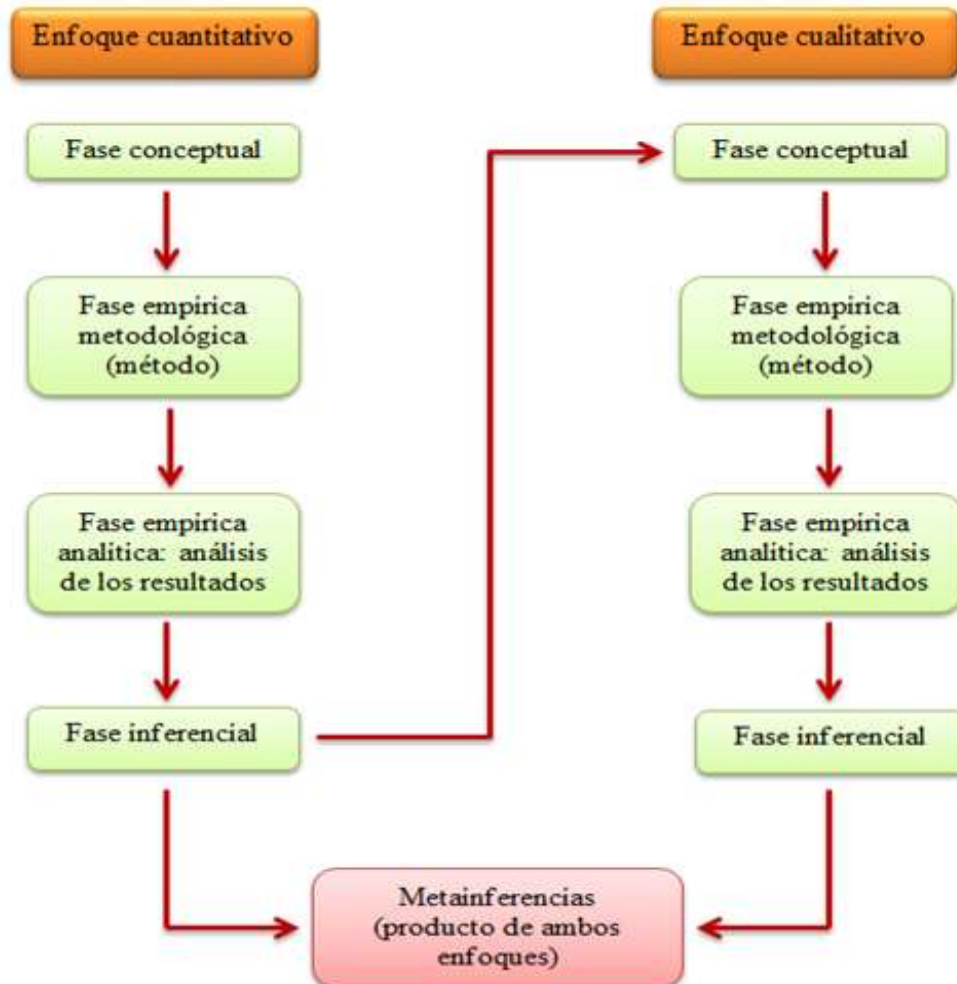 Enfoque cuantitativo
Enfoque cualitativo
Fase conceptual
Fase conceptual
Fase empírica
metodológica
(método)
Fase empírica
metodológica
(método)
Fase empírica
analítica: análisis
de los resultados
Fase empírica
analítica: análisis
de los resultados
Fase inferencial
Fase inferencial
Metainferencias
(producto de ambos
enfoques)